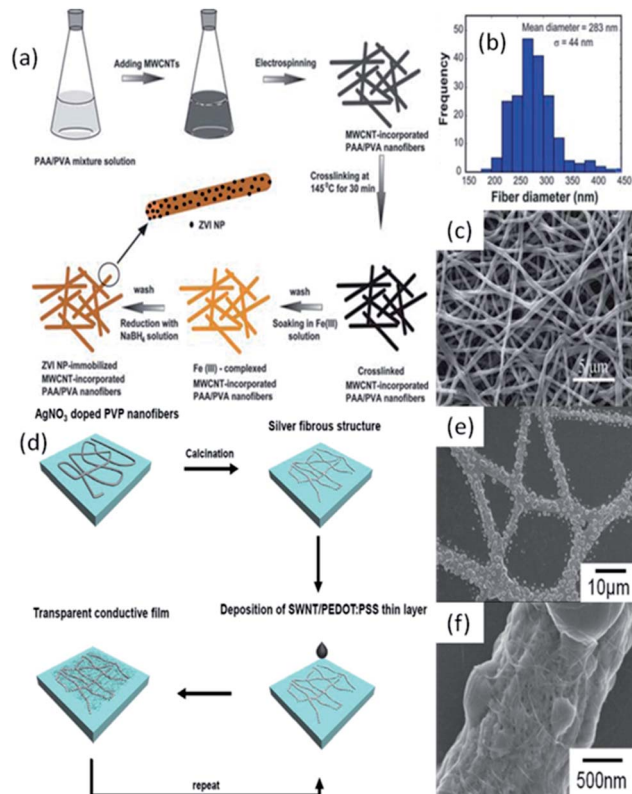 (a)
Adding MWCNTs
Electrospinning
PAA/PVA mixture solution
MWCNT-incorporated
PAA/PVA nanofibers
Crosslinking at
145⁰C for 30 min
ZVI NP
wash
Reduction with
NaBH₄ solution
wash
Soaking in Fe(III)
solution
ZVI NP-immobilized
MWCNT-incorporated
PAA/PVA nanofibers
Fe (III) - complexed
MWCNT-incorporated
PAA/PVA nanofibers
Crosslinked
MWCNT-incorporated
PAA/PVA nanofibers
(b)
Mean diameter = 283 nm
σ = 44 nm
Frequency
50
40
30
20
10
0
150 200 250 300 350 400 450
Fiber diameter (nm)
(c)
5 μm
AgNO₃ doped PVP nanofibers
(d)
Calcination
Silver fibrous structure
Transparent conductive film
Deposition of SWNT/PEDOT:PSS thin layer
repeat
(e)
10μm
(f)
500nm